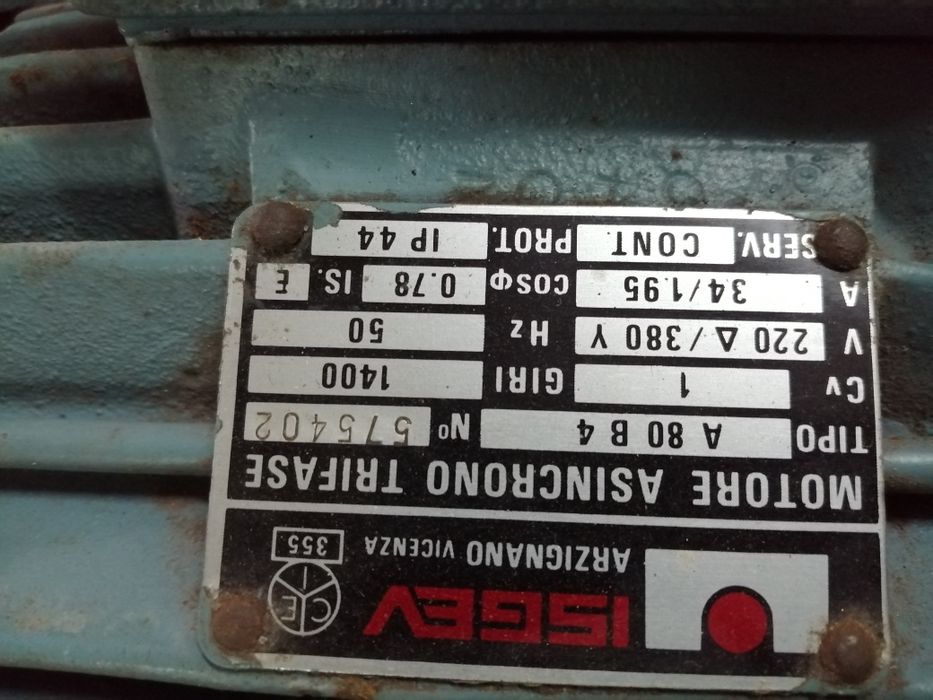 ISGEV
ARZIGNANO VICENZA 355
CEI
MOTORE ASINCRONO TRIFASE
TIPO A 80 B 4 Nº 575402
Cv 1 GIRI 1400
V 220 Δ / 380 Y Hz 50
A 34/1.95 COSφ 0.78 IS. E
SERV. CONT. PROT. IP 44